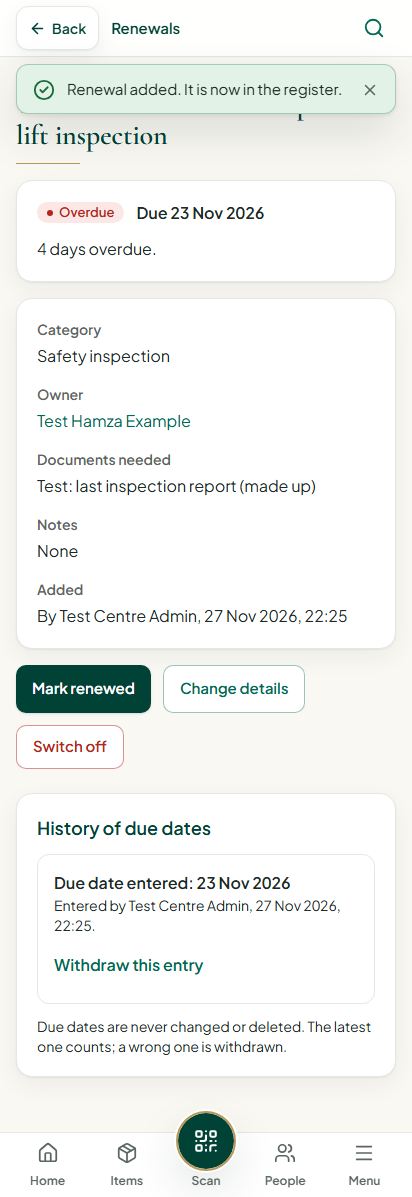 Back
Renewals
Renewal added. It is now in the register.
lift inspection
Overdue
Due 23 Nov 2026
4 days overdue.
Category
Safety inspection
Owner
Test Hamza Example
Documents needed
Test: last inspection report (made up)
Notes
None
Added
By Test Centre Admin, 27 Nov 2026, 22:25
Mark renewed
Change details
Switch off
History of due dates
Due date entered: 23 Nov 2026
Entered by Test Centre Admin, 27 Nov 2026,
22:25.
Withdraw this entry
Due dates are never changed or deleted. The latest
one counts; a wrong one is withdrawn.
Home
Items
Scan
People
Menu